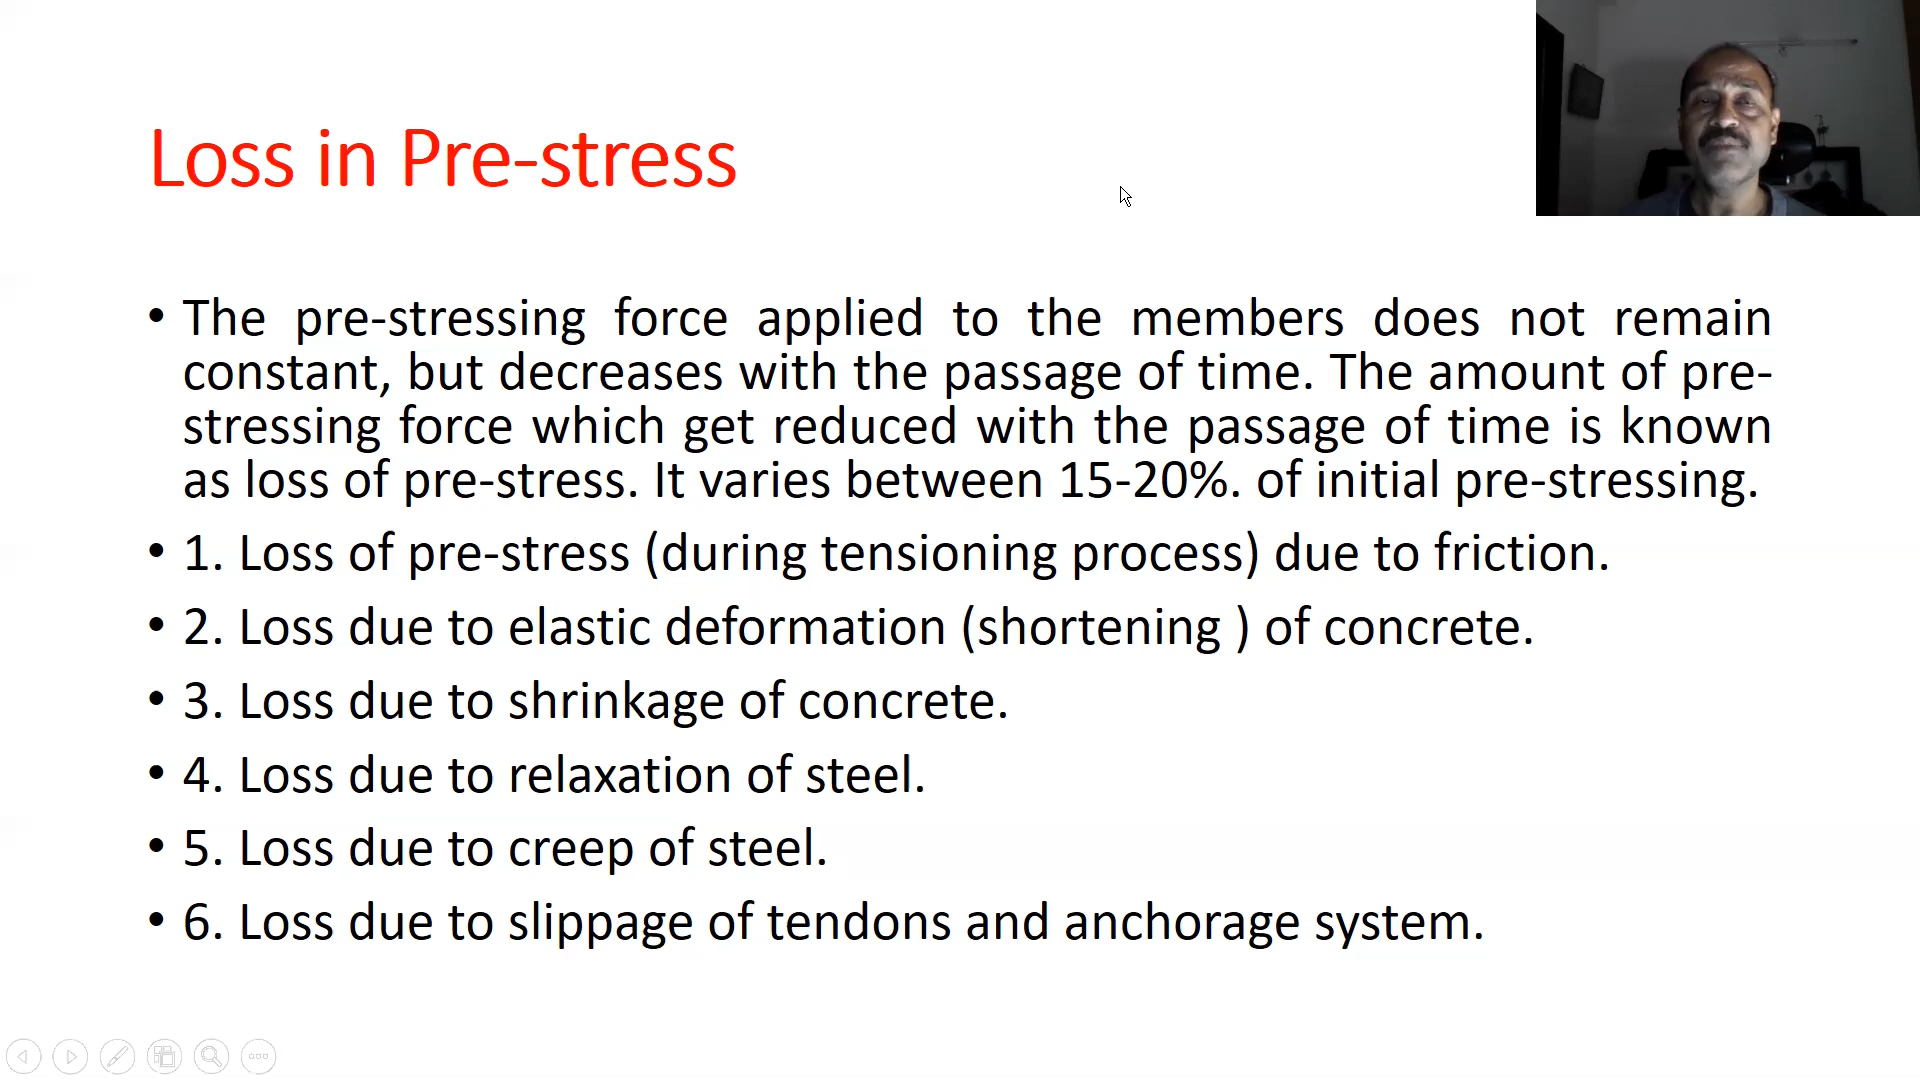 Loss in Pre-stress
• The pre-stressing force applied to the members does not remain
constant, but decreases with the passage of time. The amount of pre-
stressing force which get reduced with the passage of time is known
as loss of pre-stress. It varies between 15-20%. of initial pre-stressing.
• 1. Loss of pre-stress (during tensioning process) due to friction.
• 2. Loss due to elastic deformation (shortening ) of concrete.
• 3. Loss due to shrinkage of concrete.
• 4. Loss due to relaxation of steel.
• 5. Loss due to creep of steel.
• 6. Loss due to slippage of tendons and anchorage system.